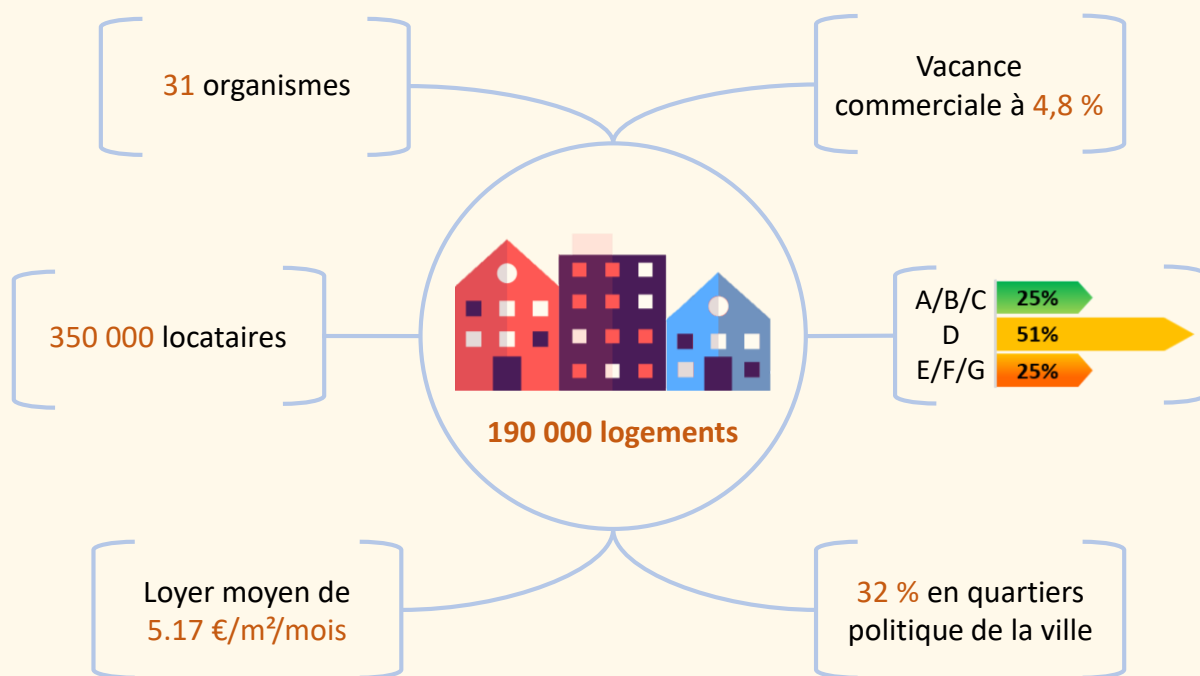 31 organismes
Vacance
commerciale à 4,8 %
350 000 locataires
190 000 logements
A/B/C 25%
D 51%
E/F/G 25%
Loyer moyen de
5.17 €/m²/mois
32 % en quartiers
politique de la ville